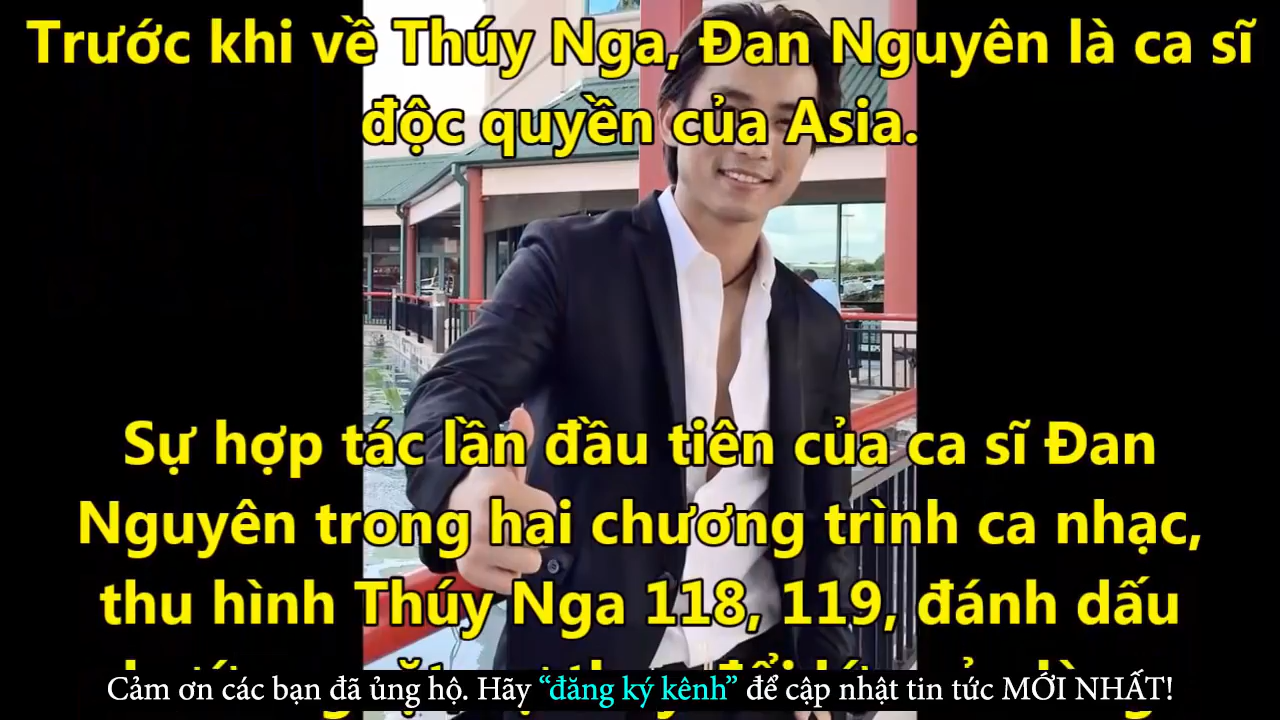 Trước khi về Thúy Nga, Đan Nguyên là ca sĩ
độc quyền của Asia.
Sự hợp tác lần đầu tiên của ca sĩ Đan
Nguyên trong hai chương trình ca nhạc,
thu hình Thúy Nga 118, 119, đánh dấu
Cảm ơn các bạn đã ủng hộ. Hãy “đăng ký kênh” để cập nhật tin tức MỚI NHẤT!